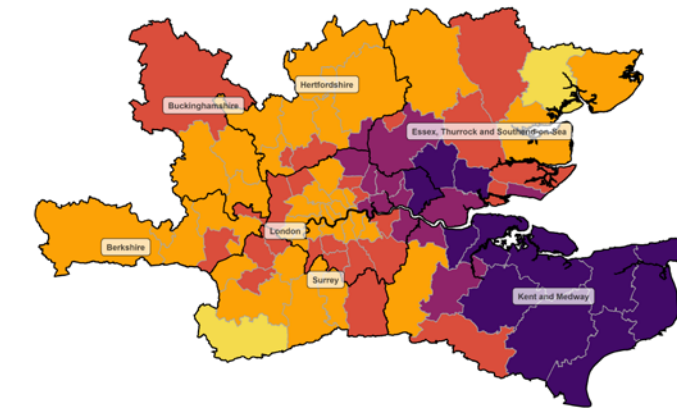 Hertfordshire
Buckinghamshire
Essex, Thurrock and Southend-on-Sea
London
Berkshire
Surrey
Kent and Medway